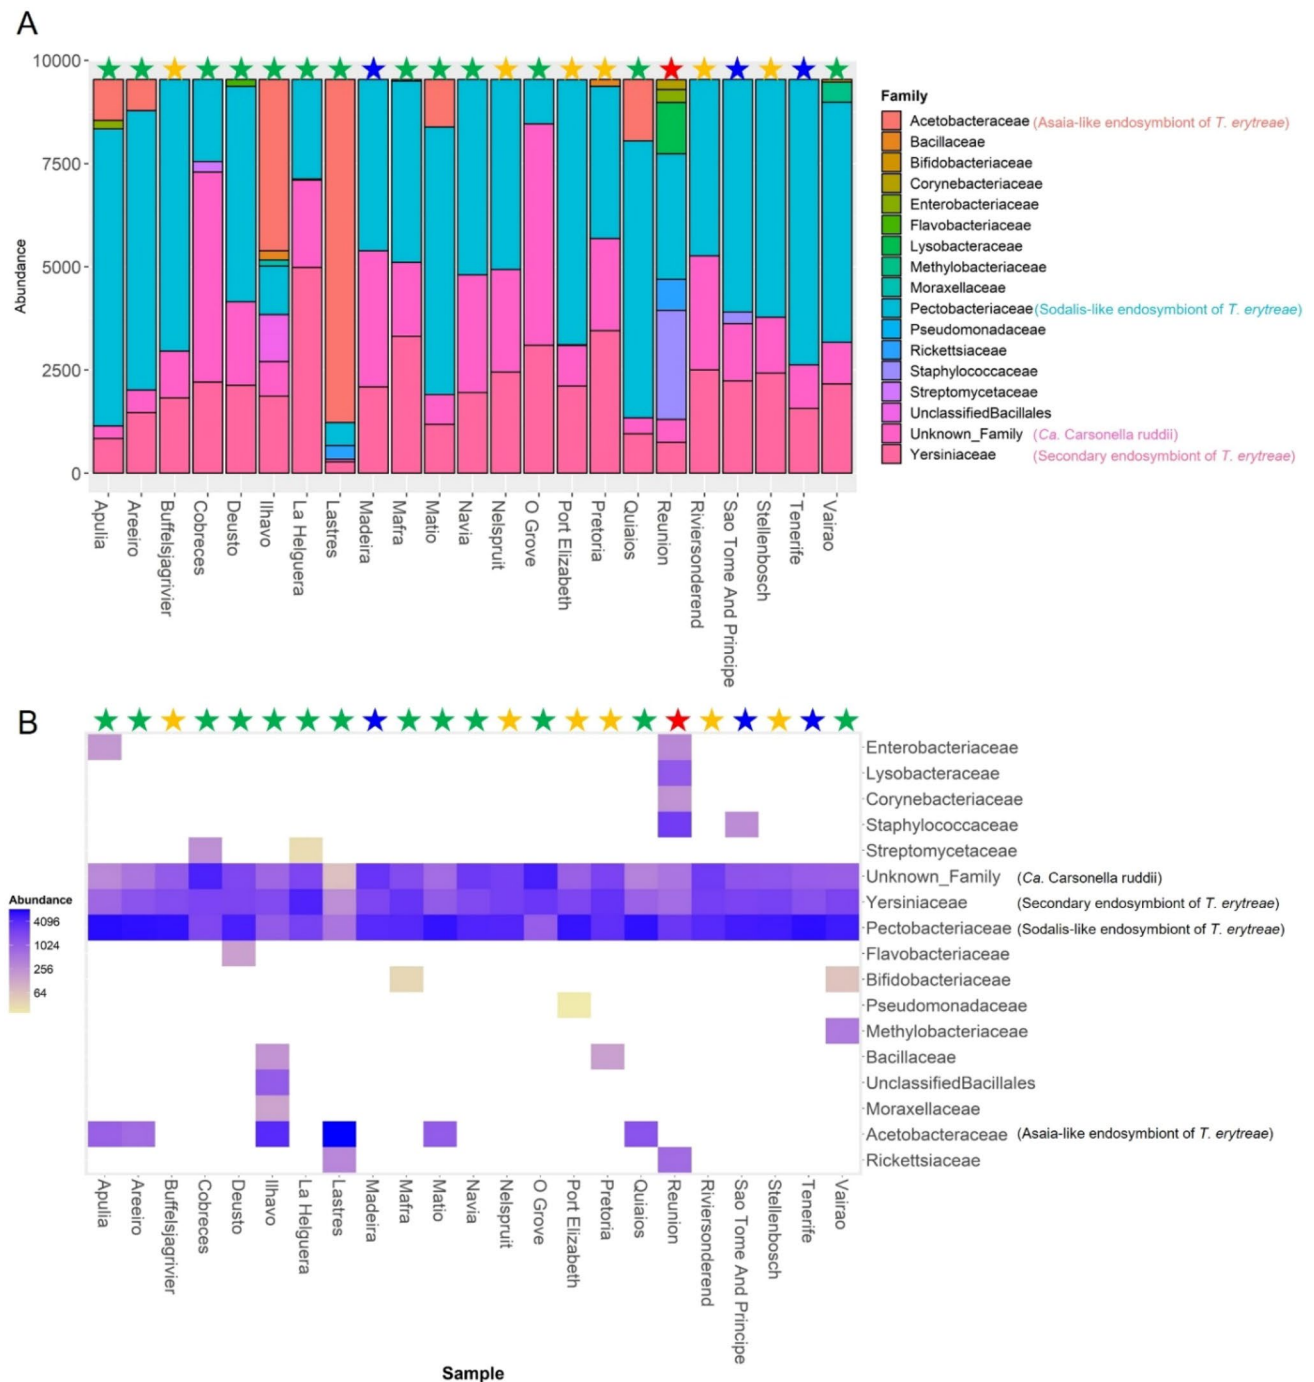 A
10000
7500
5000
2500
0
Abundance
Apulia
Areeiro
Buffelsjagrivier
Cobreces
Deusto
Ilhavo
La Helguera
Lastres
Madeira
Mafra
Matio
Navia
Nelspruit
O Grove
Port Elizabeth
Pretoria
Quiaios
Reunion
Riviersonderend
Sao Tome And Principe
Stellenbosch
Tenerife
Vairao
Family
Acetobacteraceae (Asaia-like endosymbiont of T. erytreae)
Bacillaceae
Bifidobacteriaceae
Corynebacteriaceae
Enterobacteriaceae
Flavobacteriaceae
Lysobacteraceae
Methylobacteriaceae
Moraxellaceae
Pectobacteriaceae (Sodalis-like endosymbiont of T. erytreae)
Pseudomonadaceae
Rickettsiaceae
Staphylococcaceae
Streptomycetaceae
UnclassifiedBacillales
Unknown_Family (Ca. Carsonella ruddii)
Yersiniaceae (Secondary endosymbiont of T. erytreae)
B
Abundance
4096
1024
256
64
Enterobacteriaceae
Lysobacteraceae
Corynebacteriaceae
Staphylococcaceae
Streptomycetaceae
Unknown_Family (Ca. Carsonella ruddii)
Yersiniaceae (Secondary endosymbiont of T. erytreae)
Pectobacteriaceae (Sodalis-like endosymbiont of T. erytreae)
Flavobacteriaceae
Bifidobacteriaceae
Pseudomonadaceae
Methylobacteriaceae
Bacillaceae
UnclassifiedBacillales
Moraxellaceae
Acetobacteraceae (Asaia-like endosymbiont of T. erytreae)
Rickettsiaceae
Apulia
Areeiro
Buffelsjagrivier
Cobreces
Deusto
Ilhavo
La Helguera
Lastres
Madeira
Mafra
Matio
Navia
Nelspruit
O Grove
Port Elizabeth
Pretoria
Quiaios
Reunion
Riviersonderend
Sao Tome And Principe
Stellenbosch
Tenerife
Vairao
Sample